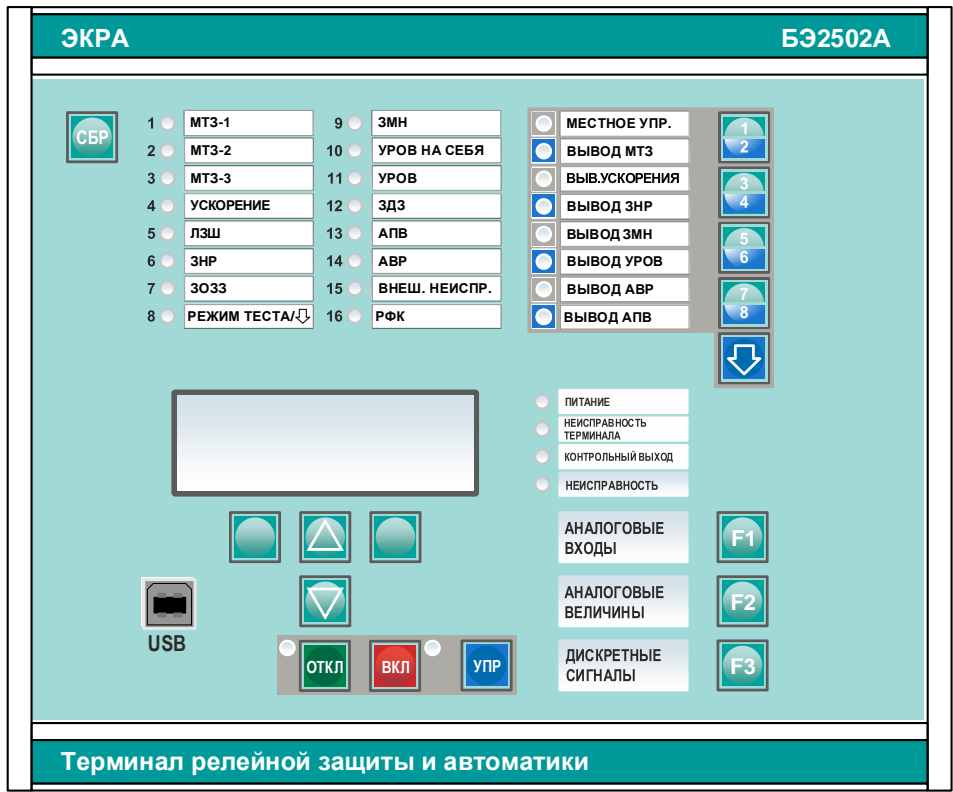 ЭКРА БЭ2502А
СБР
1 МТЗ-1 9 ЗМН МЕСТНОЕ УПР. 1
2 МТЗ-2 10 УРОВ НА СЕБЯ ВЫВОД МТЗ 2
3 МТЗ-3 11 УРОВ ВЫВ.УСКОРЕНИЯ 3
4 УСКОРЕНИЕ 12 ЗДЗ ВЫВОД ЗНР 4
5 ЛЗШ 13 АПВ ВЫВОД ЗМН 5
6 ЗНР 14 АВР ВЫВОД УРОВ 6
7 ЗОЗЗ 15 ВНЕШ. НЕИСПР. ВЫВОД АВР 7
8 РЕЖИМ ТЕСТА/ 16 РФК ВЫВОД АПВ 8
ПИТАНИЕ
НЕИСПРАВНОСТЬ
ТЕРМИНАЛА
КОНТРОЛЬНЫЙ ВЫХОД
НЕИСПРАВНОСТЬ
АНАЛОГОВЫЕ
ВХОДЫ
F1
АНАЛОГОВЫЕ
ВЕЛИЧИНЫ
F2
USB
ОТКЛ ВКЛ УПР
ДИСКРЕТНЫЕ
СИГНАЛЫ
F3
Терминал релейной защиты и автоматики